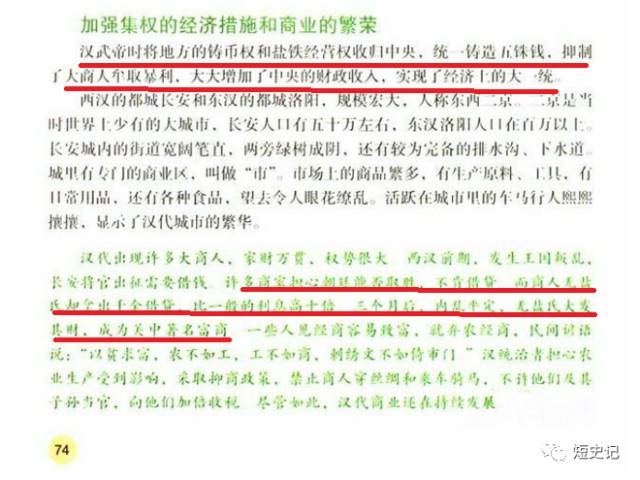 加强集权的经济措施和商业的繁荣
汉武帝时将地方的铸币权和盐铁经营权收归中央，统一铸造五铢钱，抑制
了大商人牟取暴利，大大增加了中央的财政收入，实现了经济上的大一统。
西汉的都城长安和东汉的都城洛阳，规模宏大，人称东西二京。二京是当
时世界上少有的大城市，长安人口有五十万左右，东汉洛阳人口在百万以上。
长安城内的街道宽阔笔直，两旁绿树成阴，还有较为完备的排水沟、下水道。
城里有专门的商业区，叫做“市”。市场上的商品繁多，有生产原料、工具，有
日常用品，还有各种食品，望去令人眼花缭乱。活跃在城市里的车马行人熙熙
攘攘，显示了汉代城市的繁华。
汉代出现许多大商人，家财万贯，权势很大。西汉前期，发生王国叛乱，
长安将官出征需要借钱。许多商家担心朝廷能否取胜，不肯借贷。而商人无盐
氏却拿出千金借贷，比一般的利息高十倍。三个月后，内乱平定，无盐氏大发
其财，成为关中著名富商。一些人见经商容易致富，就弃农经商，民间谚语
说：“以贫求富，农不如工，工不如商，刺绣文不如倚市门”汉统治者担心农
业生产受到影响，采取抑商政策，禁止商人穿丝绸和乘车骑马，不许他们及其
子孙当官，向他们加倍收税。尽管如此，汉代商业还在持续发展
74
短史记